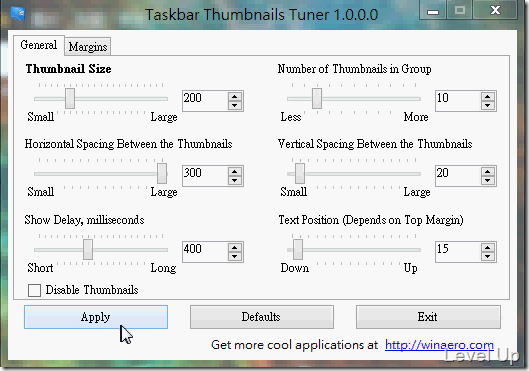 Taskbar Thumbnails Tuner 1.0.0.0
General Margins
Thumbnail Size
200
Small Large
Number of Thumbnails in Group
10
Less More
Horizontal Spacing Between the Thumbnails
300
Small Large
Vertical Spacing Between the Thumbnails
20
Small Large
Show Delay, milliseconds
400
Short Long
Text Position (Depends on Top Margin)
15
Down Up
Disable Thumbnails
Apply Defaults Exit
Get more cool applications at http://winaero.com
Level Up